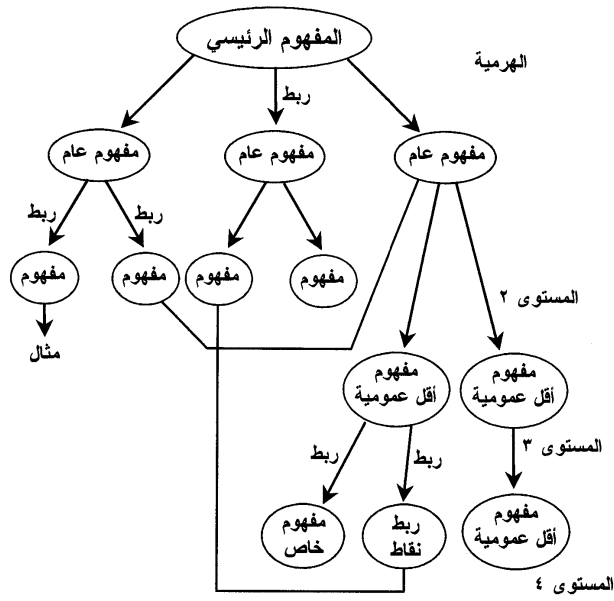 المفهوم الرئيسي
الهرمية
ربط
مفهوم عام
مفهوم عام
مفهوم عام
ربط
ربط
مفهوم
مفهوم
مفهوم
مفهوم
المستوى ٢
مثال
مفهوم
أقل عمومية
مفهوم
أقل عمومية
المستوى ٣
ربط
ربط
مفهوم
أقل عمومية
ربط
نقاط
مفهوم
خاص
المستوى ٤